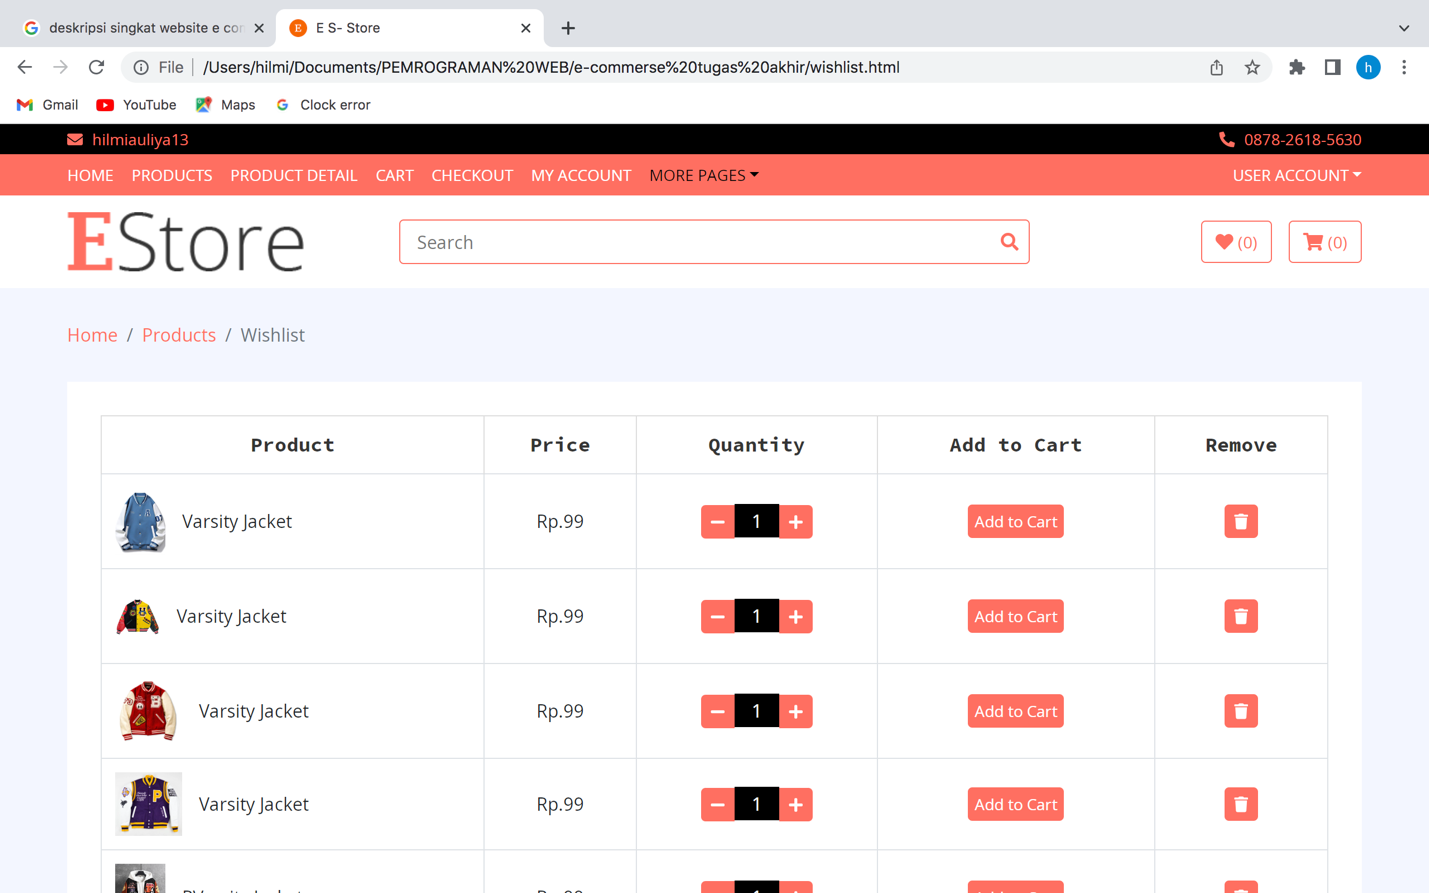 deskripsi singkat website e com
E S- Store
File
/Users/hilmi/Documents/PEMROGRAMAN%20WEB/e-commerse%20tugas%20akhir/wishlist.html
h
Gmail YouTube Maps Clock error
hilmiauliya13
0878-2618-5630
HOME PRODUCTS PRODUCT DETAIL CART CHECKOUT MY ACCOUNT MORE PAGES USER ACCOUNT
EStore
Search
(0) (0)
Home / Products / Wishlist
Product Price Quantity Add to Cart Remove
Varsity Jacket Rp.99 1 Add to Cart
Varsity Jacket Rp.99 1 Add to Cart
Varsity Jacket Rp.99 1 Add to Cart
Varsity Jacket Rp.99 1 Add to Cart